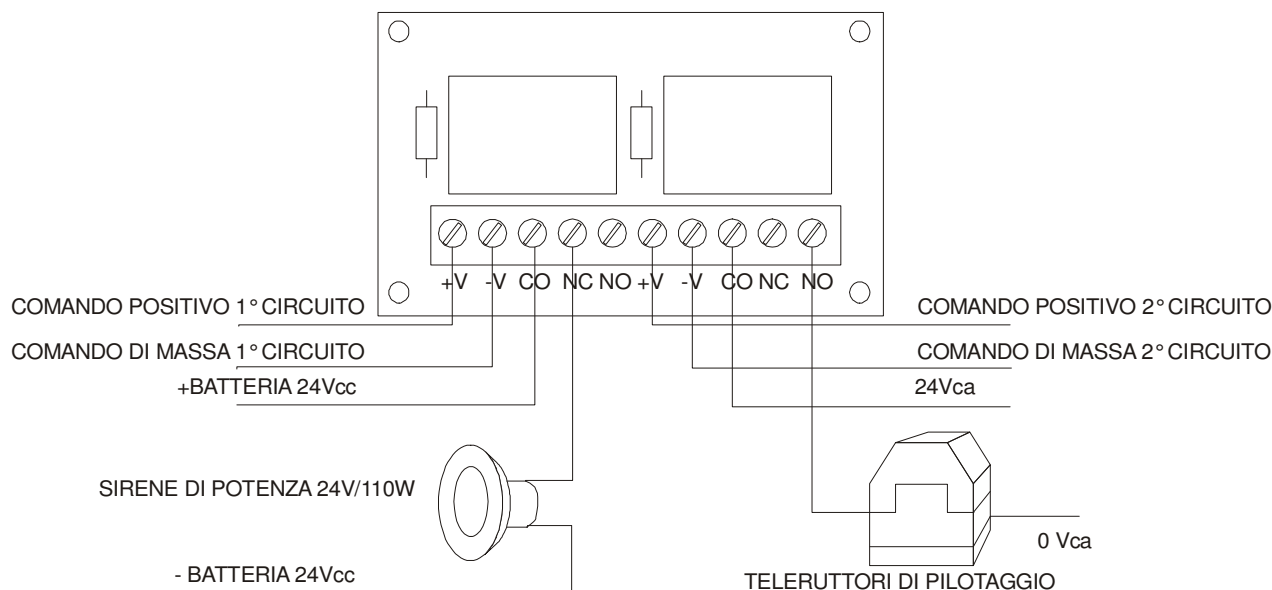 +V -V CO NC NO +V -V CO NC NO
COMANDO POSITIVO 1° CIRCUITO
COMANDO POSITIVO 2° CIRCUITO
COMANDO DI MASSA 1° CIRCUITO
COMANDO DI MASSA 2° CIRCUITO
+BATTERIA 24Vcc
24Vca
SIRENE DI POTENZA 24V/110W
0 Vca
- BATTERIA 24Vcc
TELERUTTORI DI PILOTAGGIO